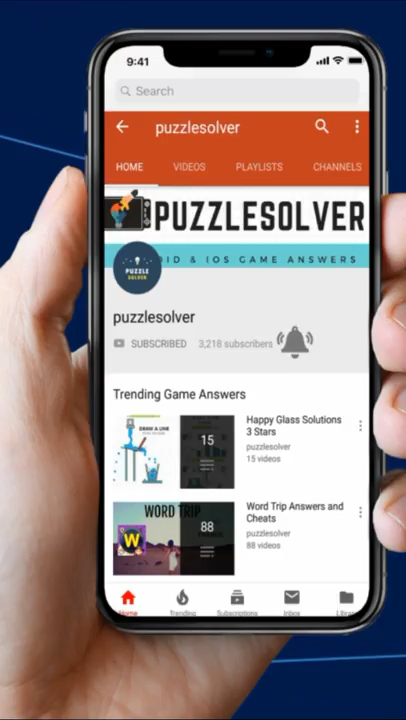 9:41
Search
puzzlesolver
HOME VIDEOS PLAYLISTS CHANNELS
PUZZLESOLVER
ID & IOS GAME ANSWERS
PUZZLE
SOLVER
puzzlesolver
SUBSCRIBED 3,218 subscribers
Trending Game Answers
DRAW A LINE
15
Happy Glass Solutions
3 Stars
puzzlesolver
15 videos
WORD TRIP
W
88
Word Trip Answers and
Cheats
puzzlesolver
88 videos
Home Trending Subscriptions Inbox Librar